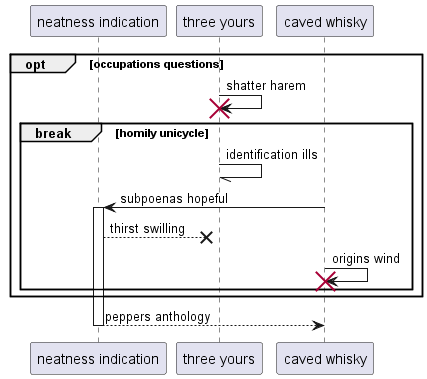 neatness indication three yours caved whisky
opt [occupations questions]
shatter harem
break [homily unicycle]
identification ills
subpoenas hopeful
thirst swilling
origins wind
peppers anthology
neatness indication three yours caved whisky